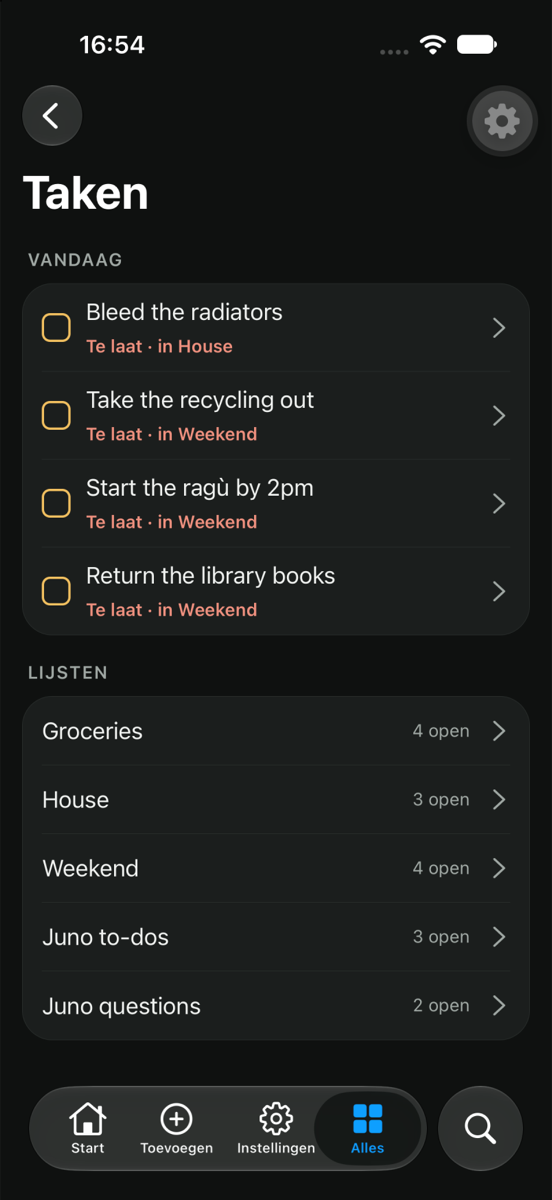 16:54
Taken
VANDAAG
Bleed the radiators
Te laat · in House
Take the recycling out
Te laat · in Weekend
Start the ragù by 2pm
Te laat · in Weekend
Return the library books
Te laat · in Weekend
LIJSTEN
Groceries 4 open
House 3 open
Weekend 4 open
Juno to-dos 3 open
Juno questions 2 open
Start Toevoegen Instellingen Alles